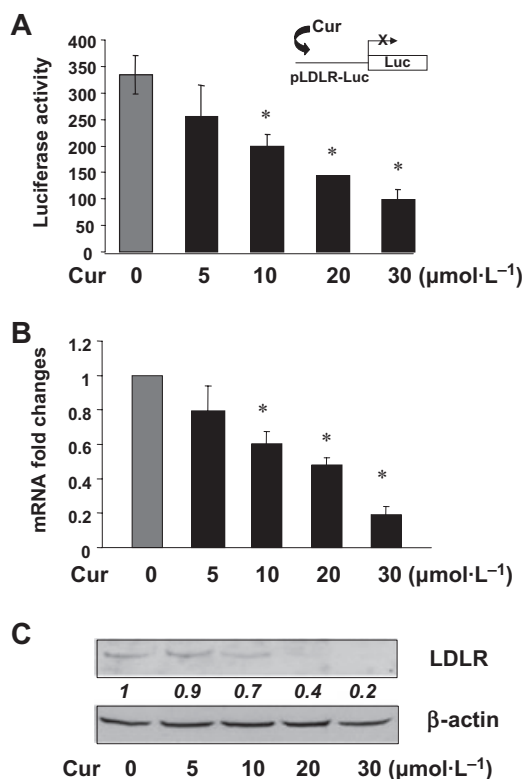 A
Cur
X
Luc
pLDLR-Luc
Luciferase activity
400
350
300
250
200
150
100
50
0
*
*
*
Cur 0 5 10 20 30 (µmol·L⁻¹)
B
mRNA fold changes
1.2
1
0.8
0.6
0.4
0.2
0
*
*
*
Cur 0 5 10 20 30 (µmol·L⁻¹)
C
LDLR
1 0.9 0.7 0.4 0.2
β-actin
Cur 0 5 10 20 30 (µmol·L⁻¹)